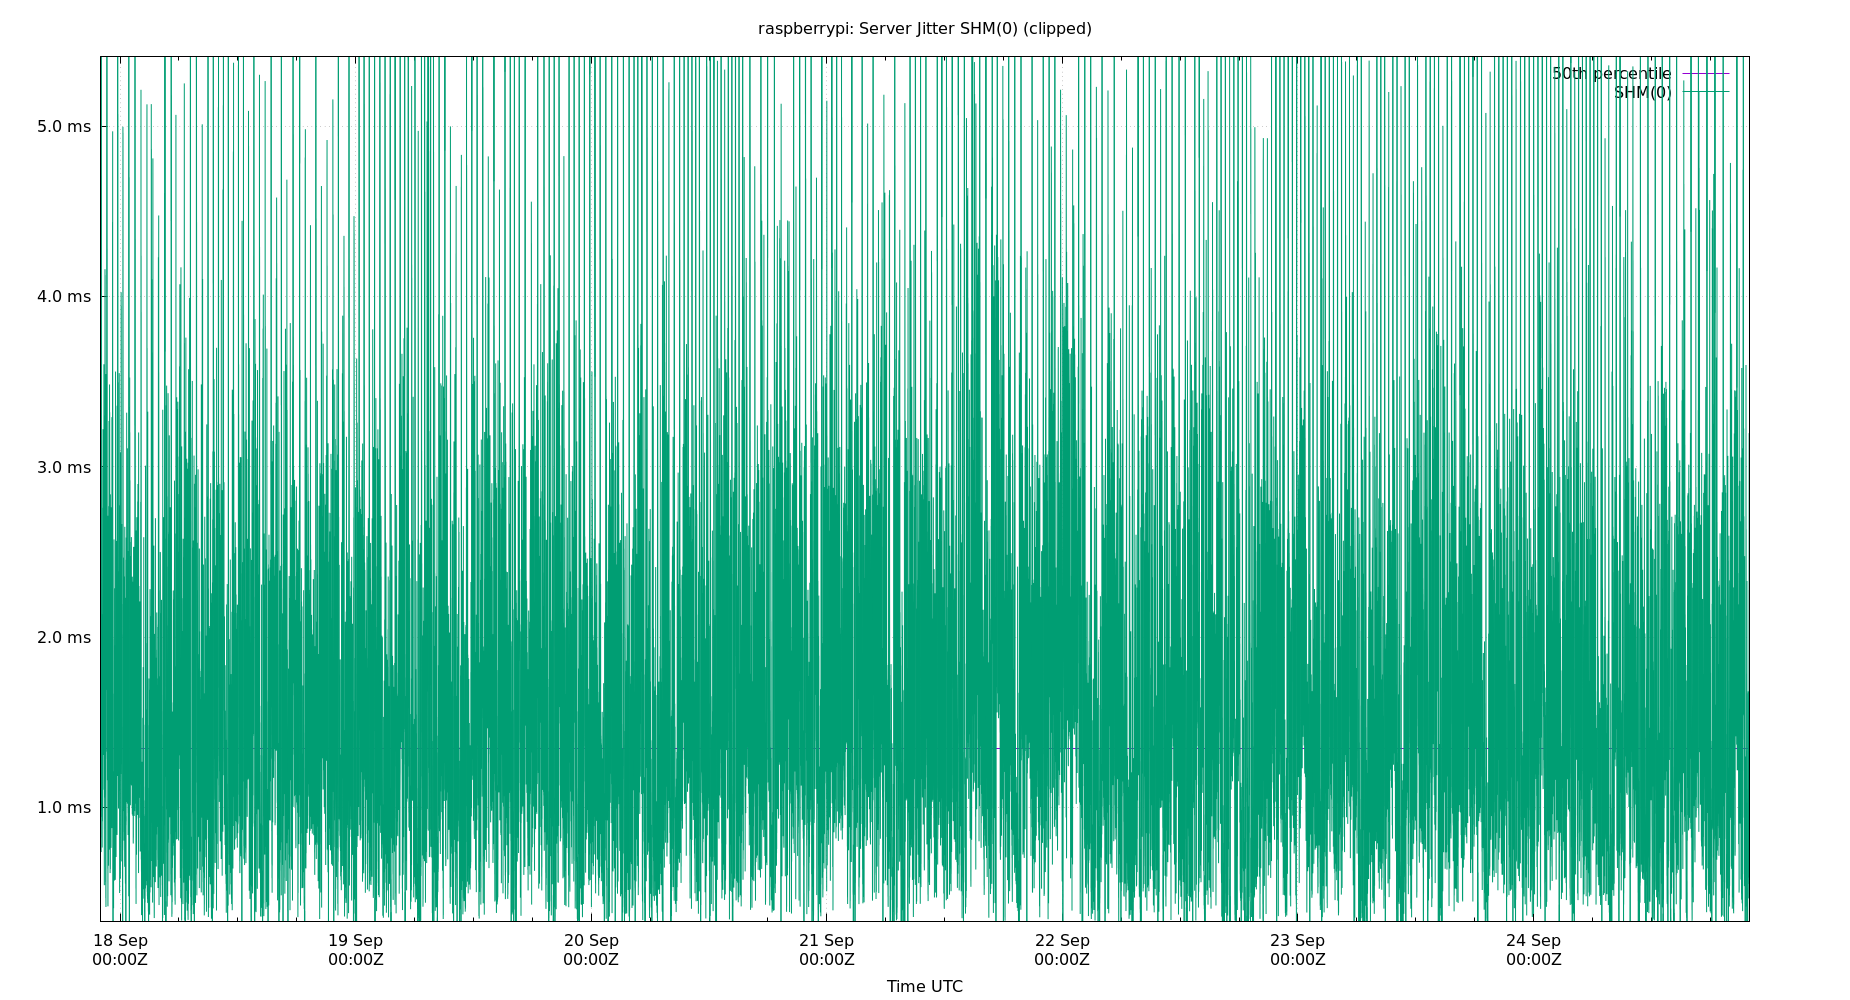 raspberrypi: Server Jitter SHM(0) (clipped)
50th percentile
SHM(0)
5.0 ms
4.0 ms
3.0 ms
2.0 ms
1.0 ms
18 Sep 19 Sep 20 Sep 21 Sep 22 Sep 23 Sep 24 Sep
00:00Z 00:00Z 00:00Z 00:00Z 00:00Z 00:00Z 00:00Z
Time UTC